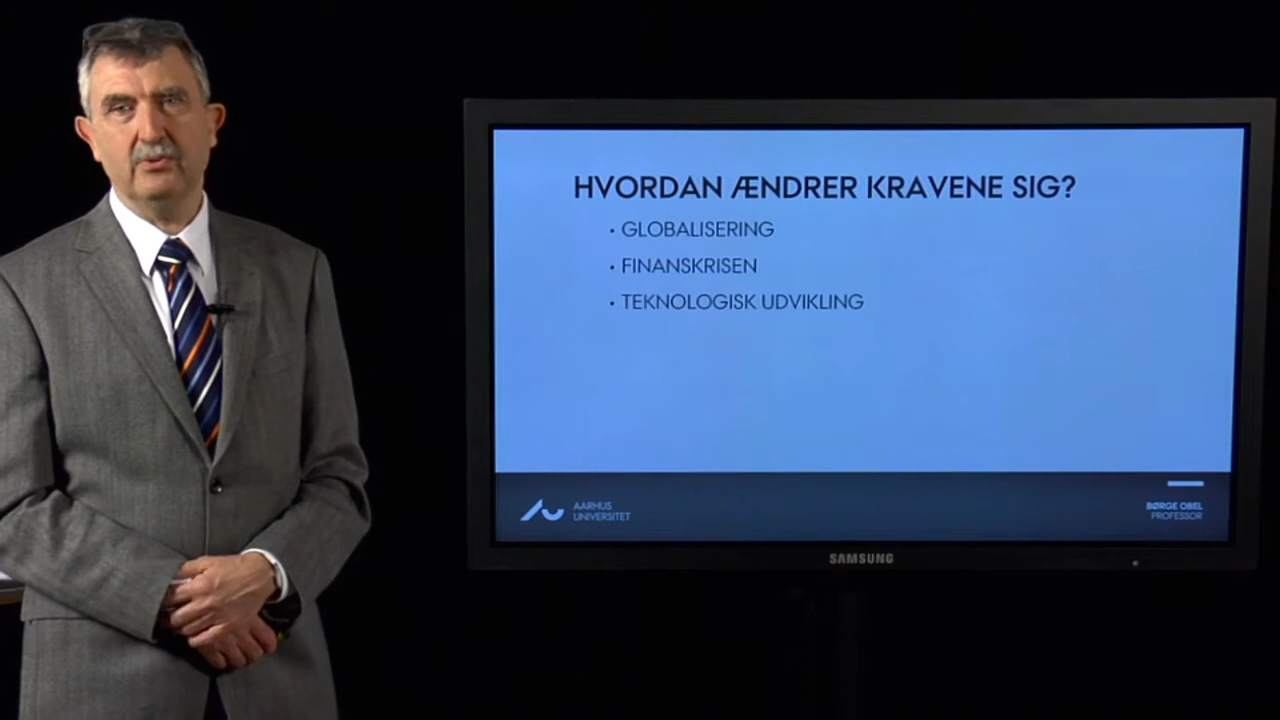 HVORDAN ÆNDRER KRAVENE SIG?
• GLOBALISERING
• FINANSKRISEN
• TEKNOLOGISK UDVIKLING
AARHUS
UNIVERSITET
BØRGE OBEL
PROFESSOR
SAMSUNG